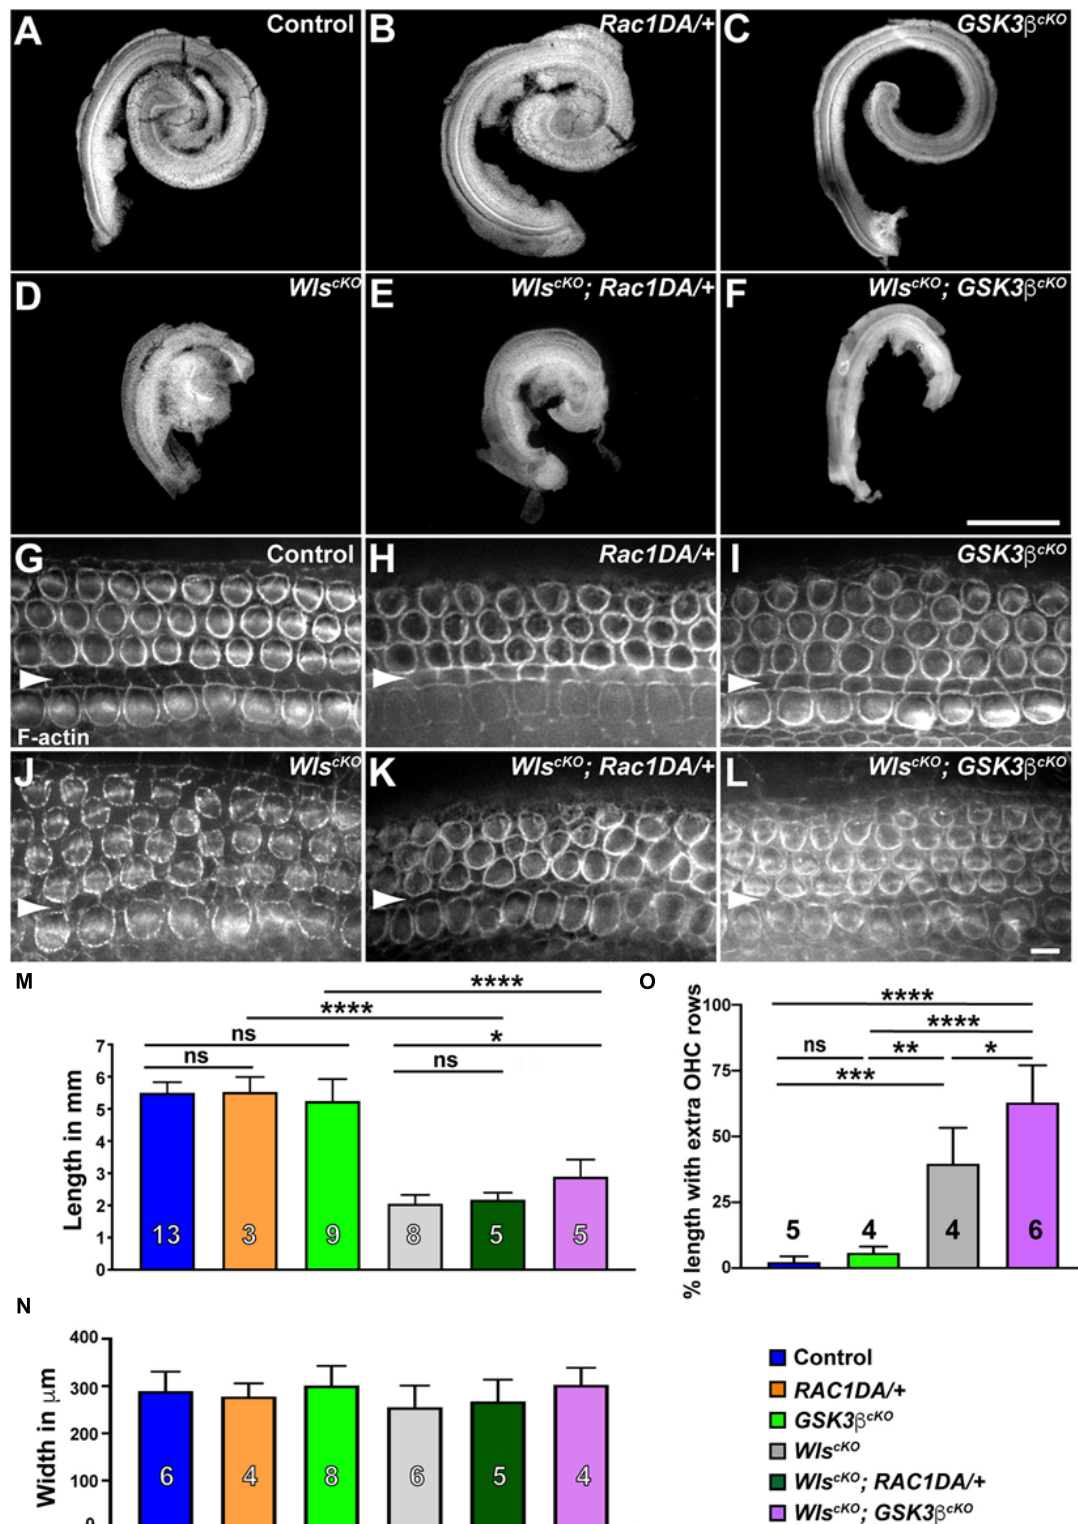 A Control
B Rac1DA/+
C GSK3βcKO
D WlscKO
E WlscKO; Rac1DA/+
F WlscKO; GSK3βcKO
G Control
F-actin
H Rac1DA/+
I GSK3βcKO
J WlscKO
K WlscKO; Rac1DA/+
L WlscKO; GSK3βcKO
M
****
****
ns
*
ns
ns
Length in mm
7
6
5
4
3
2
1
0
13
3
9
8
5
5
O
****
****
ns
**
*
***
% length with extra OHC rows
100
75
50
25
0
5
4
4
6
N
Width in μm
400
300
200
100
0
6
4
8
6
5
4
Control
RAC1DA/+
GSK3βcKO
WlscKO
WlscKO; RAC1DA/+
WlscKO; GSK3βcKO